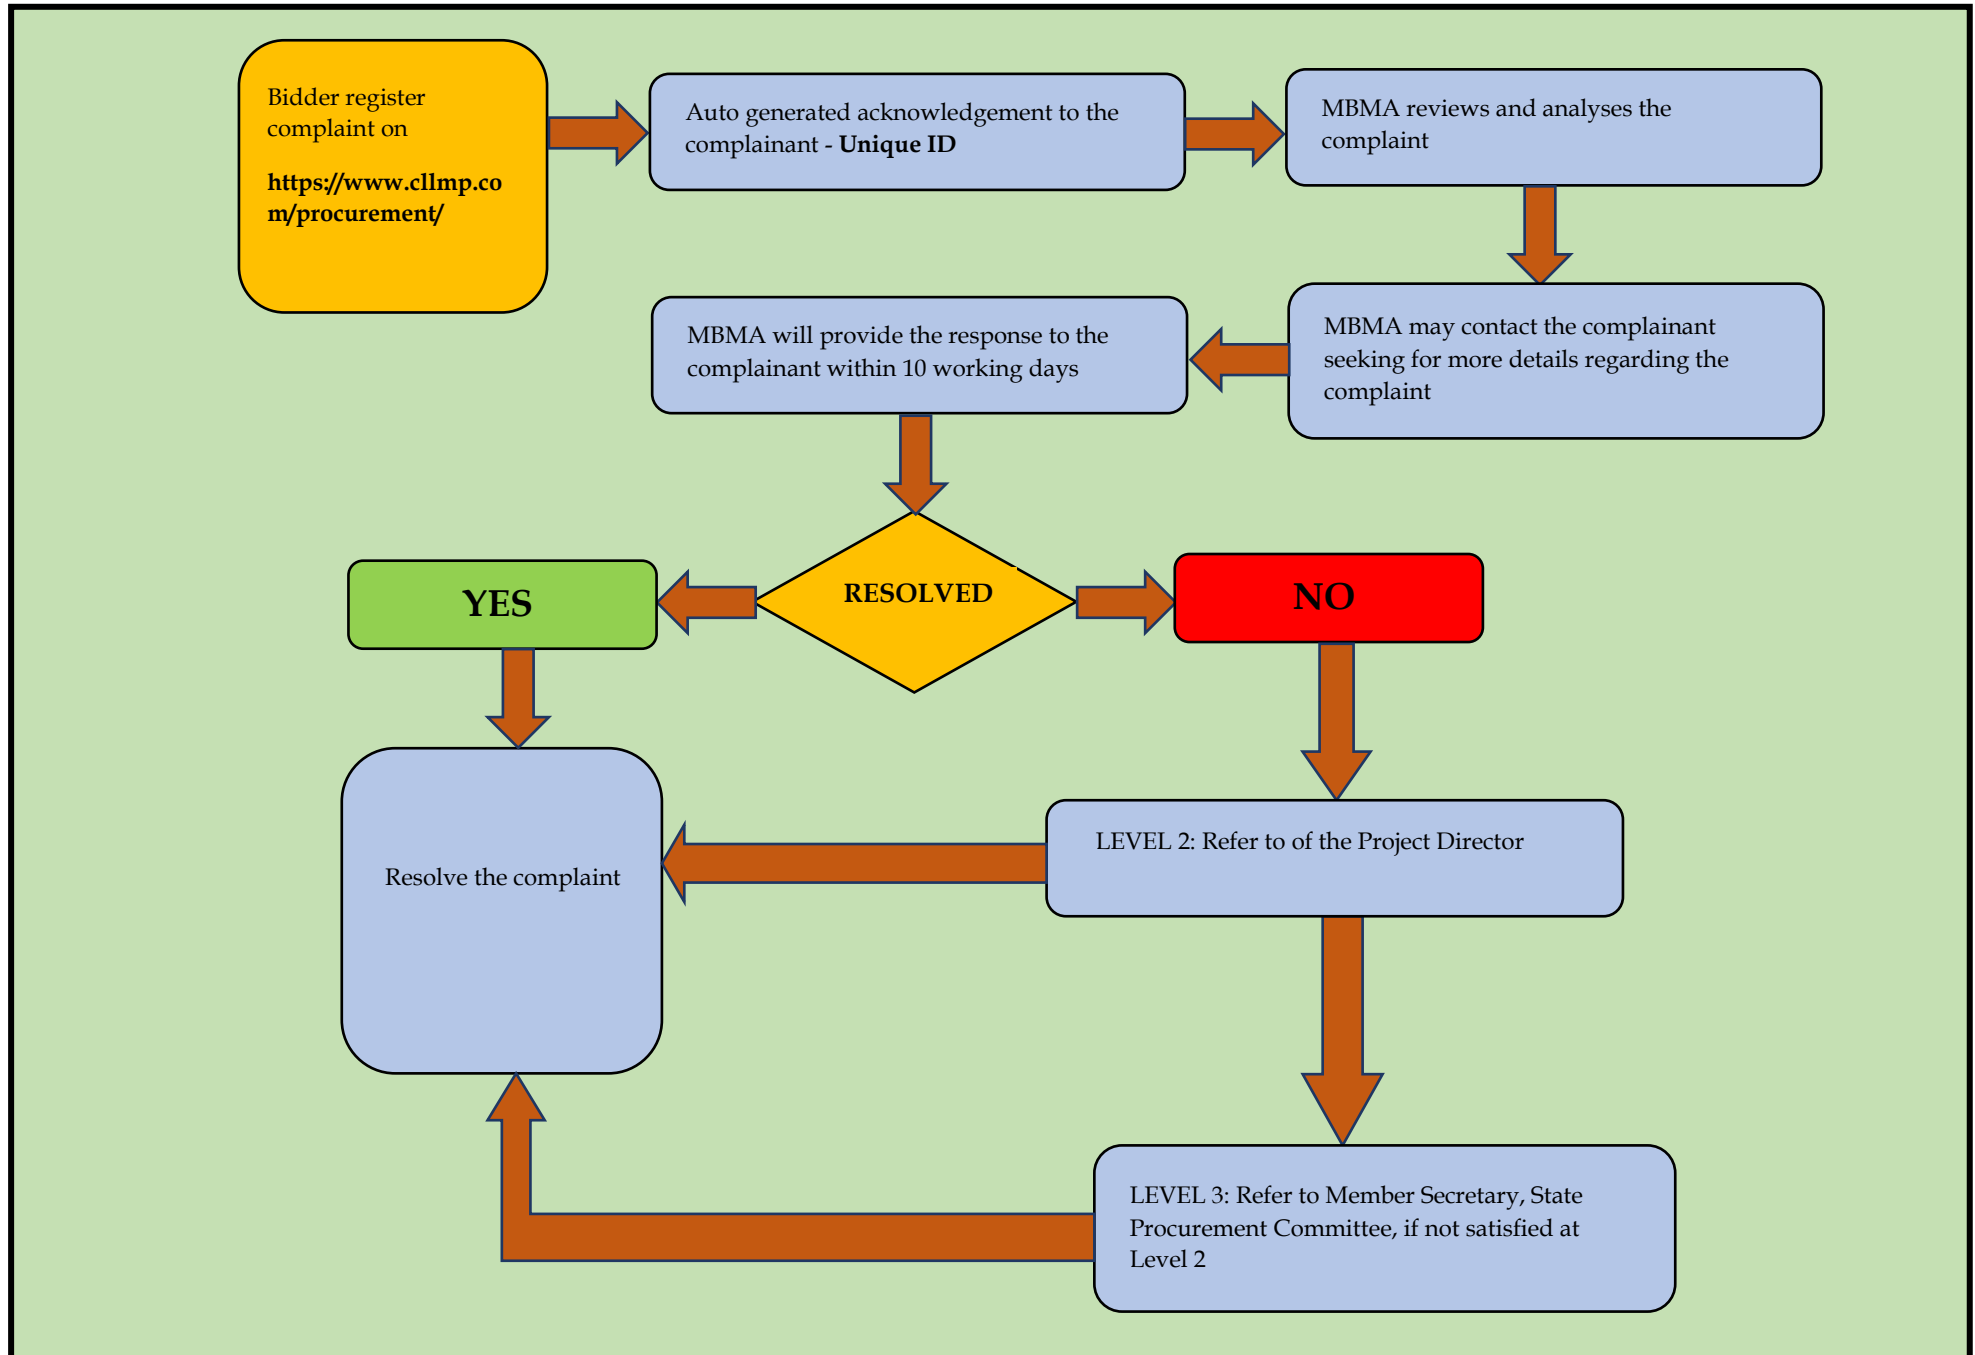 Bidder register
complaint on
https://www.cllmp.co
m/procurement/
Auto generated acknowledgement to the
complainant - Unique ID
MBMA reviews and analyses the
complaint
MBMA may contact the complainant
seeking for more details regarding the
complaint
MBMA will provide the response to the
complainant within 10 working days
RESOLVED
YES
NO
Resolve the complaint
LEVEL 2: Refer to of the Project Director
LEVEL 3: Refer to Member Secretary, State
Procurement Committee, if not satisfied at
Level 2